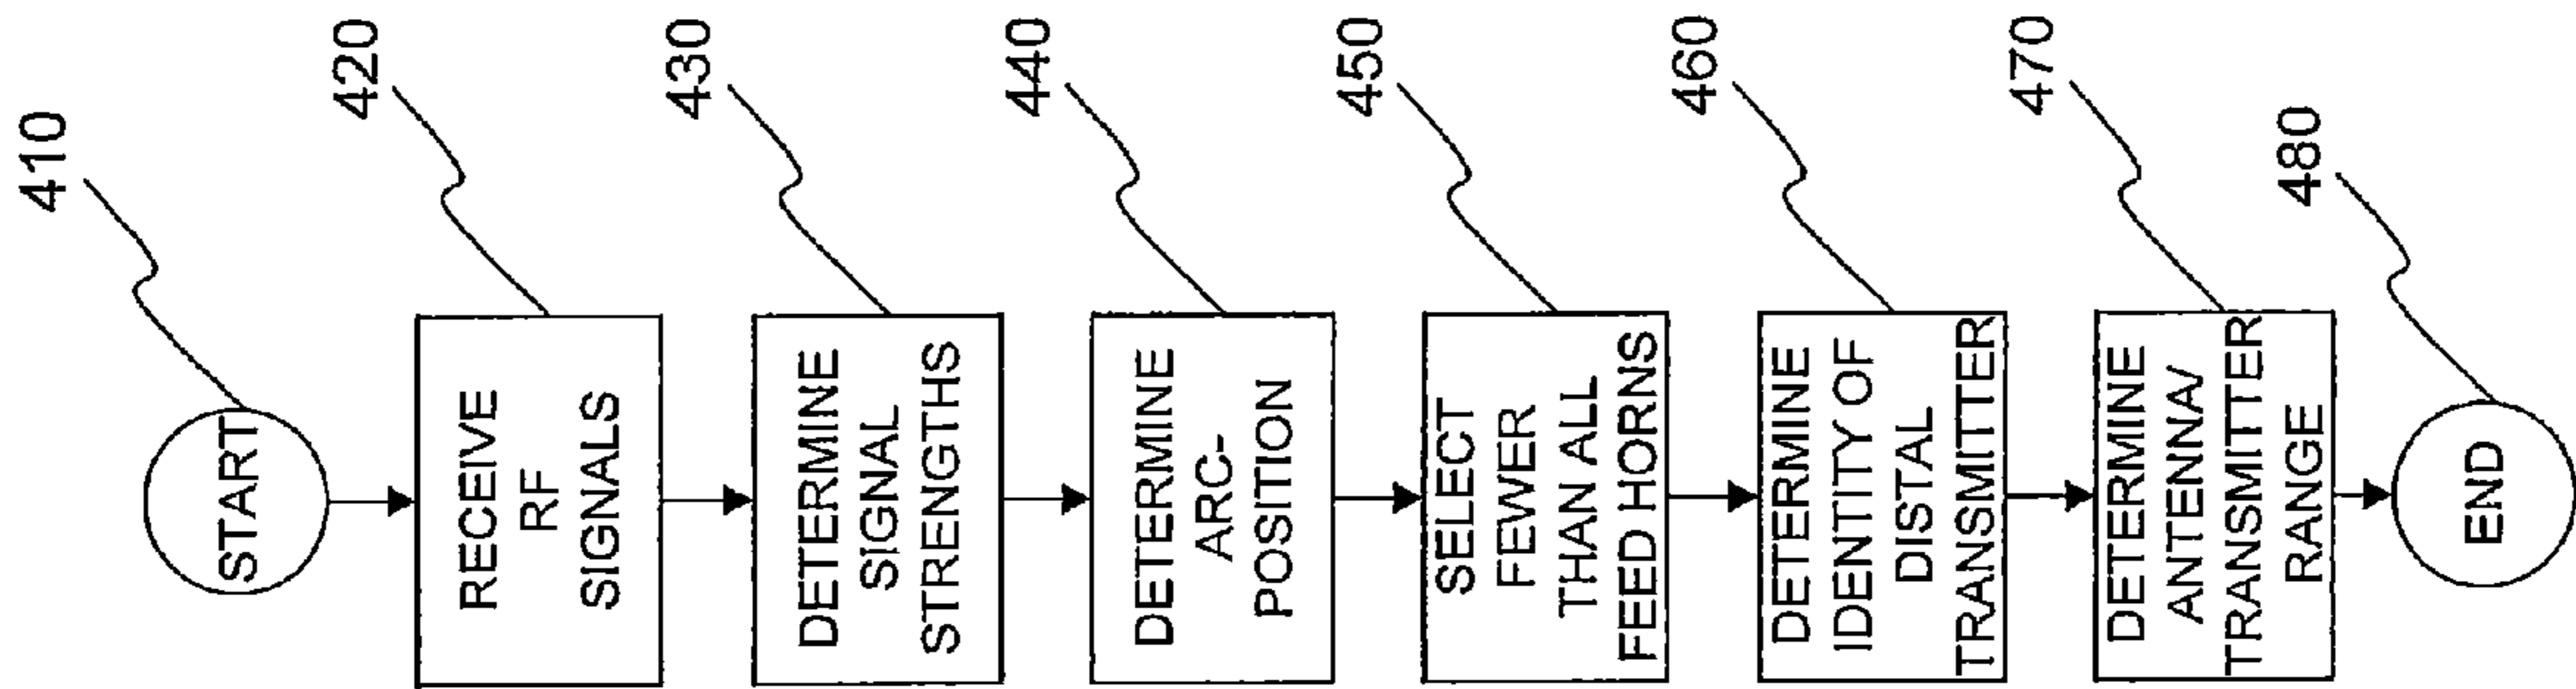 410
START
420
RECEIVE
RF
SIGNALS
430
DETERMINE
SIGNAL
STRENGTHS
440
DETERMINE
ARC-
POSITION
450
SELECT
FEWER
THAN ALL
FEED HORNS
460
DETERMINE
IDENTITY OF
DISTAL
TRANSMITTER
470
DETERMINE
ANTENNA/
TRANSMITTER
RANGE
480
END